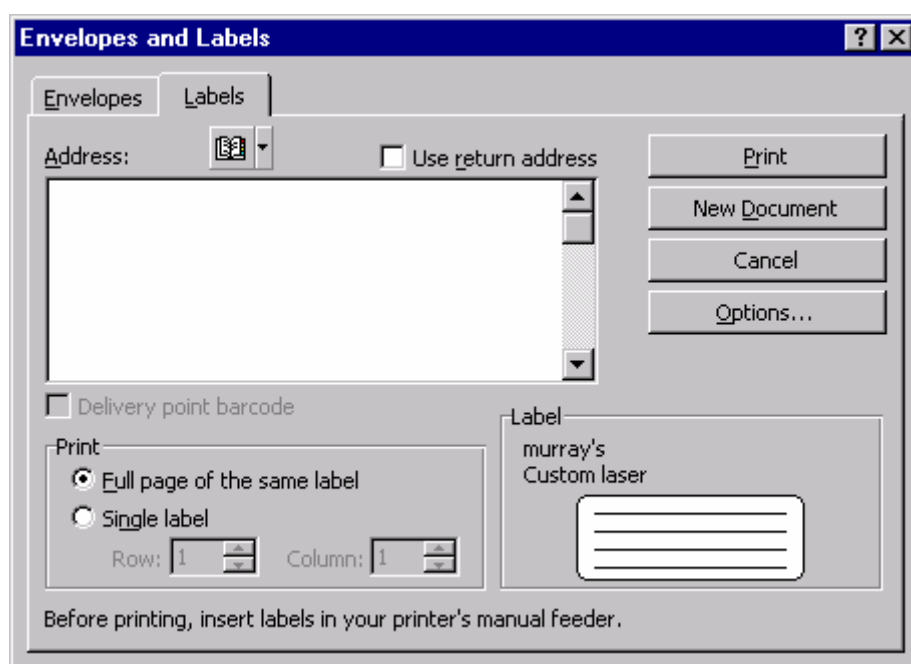 Envelopes and Labels
Envelopes Labels
Address: Use return address
Print
New Document
Cancel
Options...
Delivery point barcode
Print
Full page of the same label
Single label
Row: 1 Column: 1
Label
murray's
Custom laser
Before printing, insert labels in your printer's manual feeder.